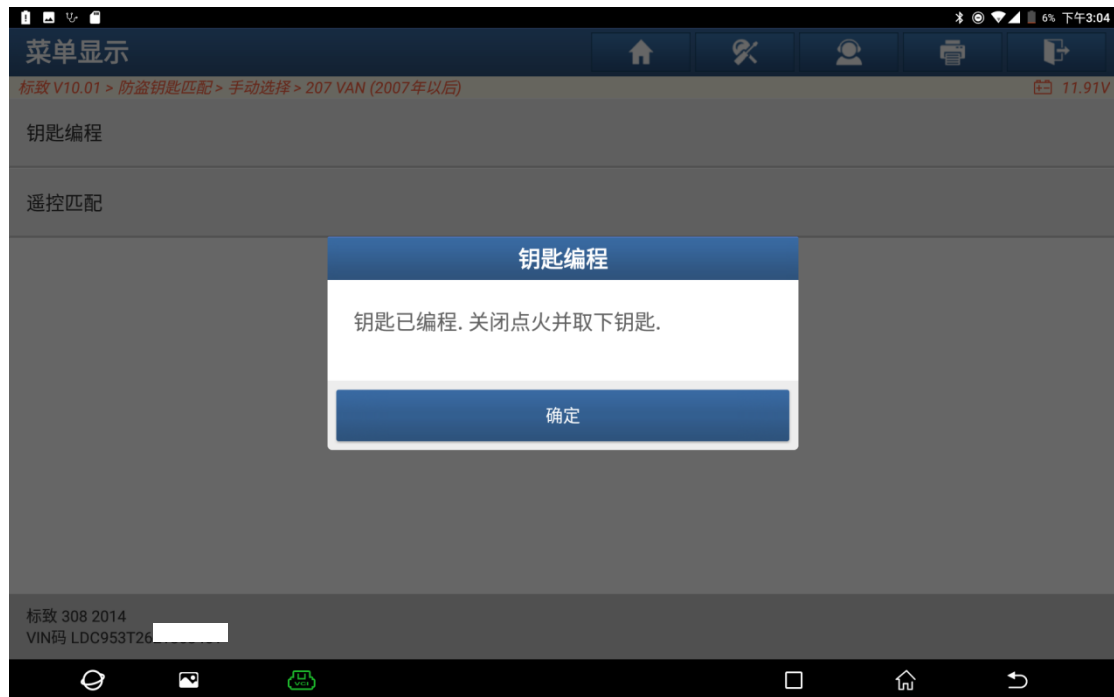 6% 下午3:04
菜单显示
标致 V10.01 > 防盗钥匙匹配 > 手动选择 > 207 VAN (2007年以后)
11.91V
钥匙编程
遥控匹配
钥匙编程
钥匙已编程. 关闭点火并取下钥匙.
确定
标致 308 2014
VIN码 LDC953T26
VCI